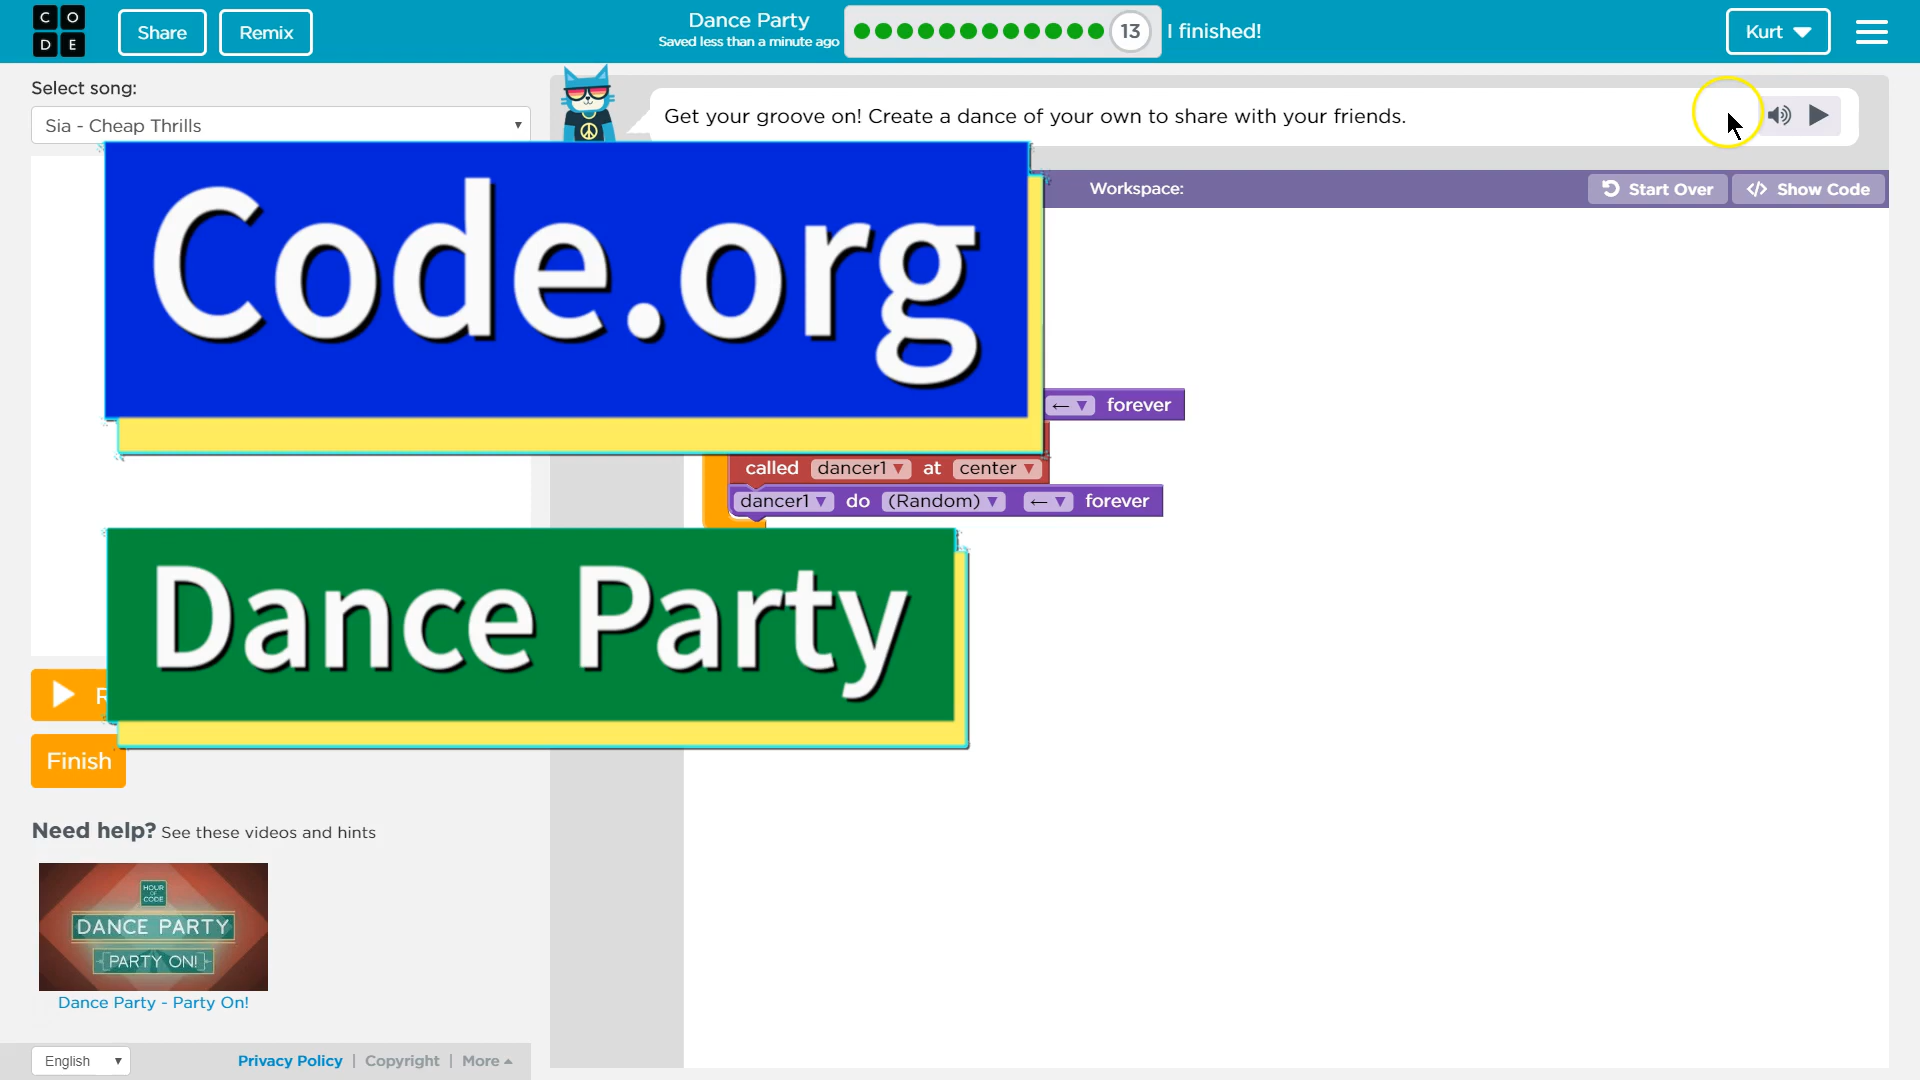 C O
D E
Share
Remix
Dance Party
Saved less than a minute ago
13
I finished!
Kurt
Select song:
Sia - Cheap Thrills
Get your groove on! Create a dance of your own to share with your friends.
Workspace:
Start Over
</> Show Code
Code.org
← forever
called dancer1 at center
dancer1 do (Random) ← forever
Dance Party
R
Finish
Need help? See these videos and hints
HOUR
OF
CODE
DANCE PARTY
PARTY ON!
Dance Party - Party On!
English
Privacy Policy | Copyright | More